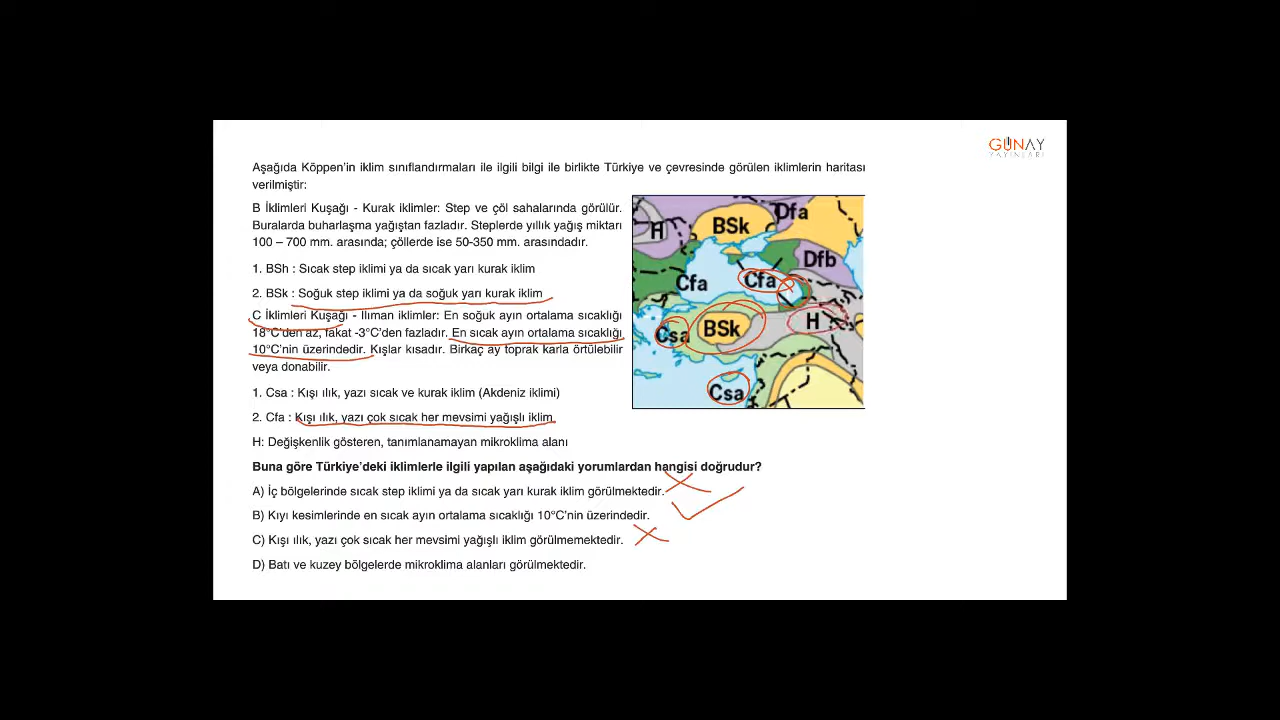 GÜNAY
YAYINLARI
Aşağıda Köppen'in iklim sınıflandırmaları ile ilgili bilgi ile birlikte Türkiye ve çevresinde görülen iklimlerin haritası
verilmiştir:
B İklimleri Kuşağı - Kurak iklimler: Step ve çöl sahalarında görülür.
Buralarda buharlaşma yağıştan fazladır. Steplerde yıllık yağış miktarı
100 – 700 mm. arasında; çöllerde ise 50-350 mm. arasındadır.
1. BSh : Sıcak step iklimi ya da sıcak yarı kurak iklim
2. BSk : Soğuk step iklimi ya da soğuk yarı kurak iklim
C İklimleri Kuşağı - Ilıman iklimler: En soğuk ayın ortalama sıcaklığı
18°C'den az, fakat -3°C'den fazladır. En sıcak ayın ortalama sıcaklığı
10°C'nin üzerindedir. Kışlar kısadır. Birkaç ay toprak karla örtülebilir
veya donabilir.
1. Csa : Kışı ılık, yazı sıcak ve kurak iklim (Akdeniz iklimi)
2. Cfa : Kışı ılık, yazı çok sıcak her mevsimi yağışlı iklim
H: Değişkenlik gösteren, tanımlanamayan mikroklima alanı
H
BSk
Dfa
Dfb
Cfa
Cfa
Csa
BSk
H
Csa
Buna göre Türkiye'deki iklimlerle ilgili yapılan aşağıdaki yorumlardan hangisi doğrudur?
A) İç bölgelerinde sıcak step iklimi ya da sıcak yarı kurak iklim görülmektedir.
B) Kıyı kesimlerinde en sıcak ayın ortalama sıcaklığı 10°C'nin üzerindedir.
C) Kışı ılık, yazı çok sıcak her mevsimi yağışlı iklim görülmemektedir.
D) Batı ve kuzey bölgelerde mikroklima alanları görülmektedir.